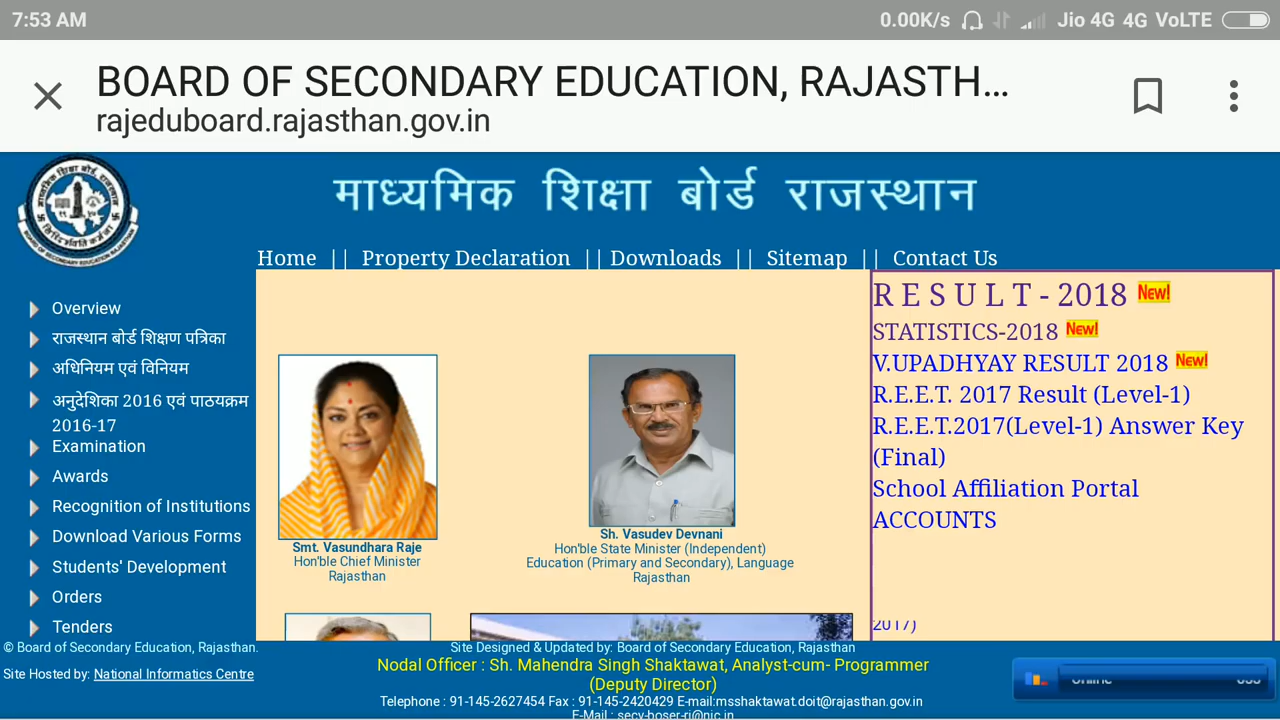 7:53 AM
0.00K/s Jio 4G 4G VoLTE
BOARD OF SECONDARY EDUCATION, RAJASTH...
rajeduboard.rajasthan.gov.in
माध्यमिक शिक्षा बोर्ड राजस्थान
Home || Property Declaration || Downloads || Sitemap || Contact Us
Overview
राजस्थान बोर्ड शिक्षण पत्रिका
अधिनियम एवं विनियम
अनुदेशिका 2016 एवं पाठयक्रम
2016-17
Examination
Awards
Recognition of Institutions
Download Various Forms
Students' Development
Orders
Tenders
Smt. Vasundhara Raje
Hon'ble Chief Minister
Rajasthan
Sh. Vasudev Devnani
Hon'ble State Minister (Independent)
Education (Primary and Secondary), Language
Rajasthan
R E S U L T - 2018 New!
STATISTICS-2018 New!
V.UPADHYAY RESULT 2018 New!
R.E.E.T. 2017 Result (Level-1)
R.E.E.T.2017(Level-1) Answer Key
(Final)
School Affiliation Portal
ACCOUNTS
2017)
© Board of Secondary Education, Rajasthan.
Site Hosted by: National Informatics Centre
Site Designed & Updated by: Board of Secondary Education, Rajasthan
Nodal Officer : Sh. Mahendra Singh Shaktawat, Analyst-cum- Programmer
(Deputy Director)
Telephone : 91-145-2627454 Fax : 91-145-2420429 E-mail:msshaktawat.doit@rajasthan.gov.in
E-Mail : secy-boser-rj@nic.in
Online